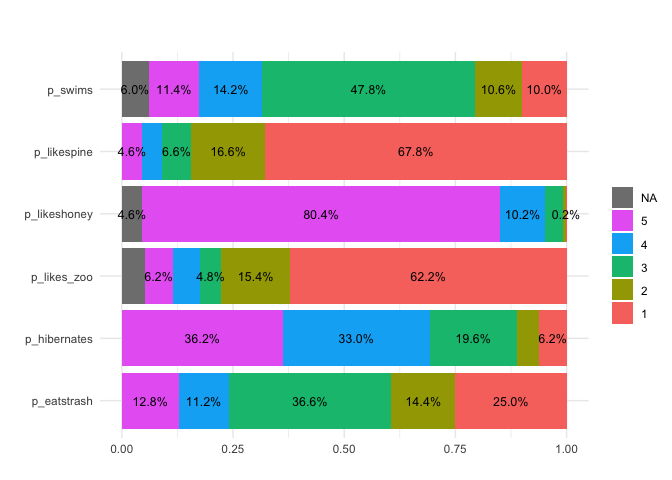 p_swims 6.0% 11.4% 14.2% 47.8% 10.6% 10.0%
p_likespine 4.6% 6.6% 16.6% 67.8%
p_likeshoney 4.6% 80.4% 10.2% 0.2%
p_likes_zoo 6.2% 4.8% 15.4% 62.2%
p_hibernates 36.2% 33.0% 19.6% 6.2%
p_eatstrash 12.8% 11.2% 36.6% 14.4% 25.0%
0.00 0.25 0.50 0.75 1.00
NA
5
4
3
2
1